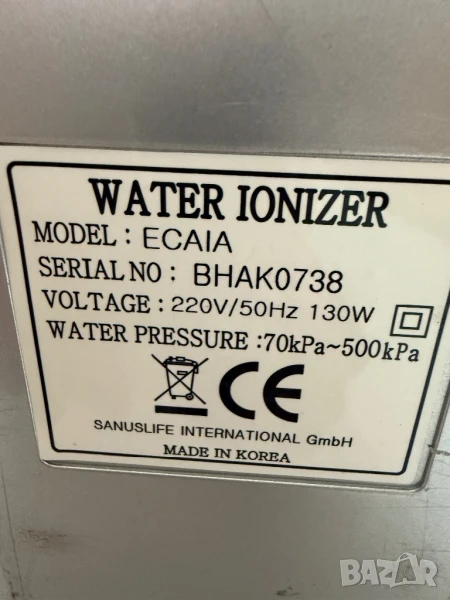 WATER IONIZER
MODEL : ECAIA
SERIAL NO : BHAK0738
VOLTAGE : 220V/50Hz 130W
WATER PRESSURE :70kPa~500kPa
CE
SANUSLIFE INTERNATIONAL GmbH
MADE IN KOREA
BAZAR